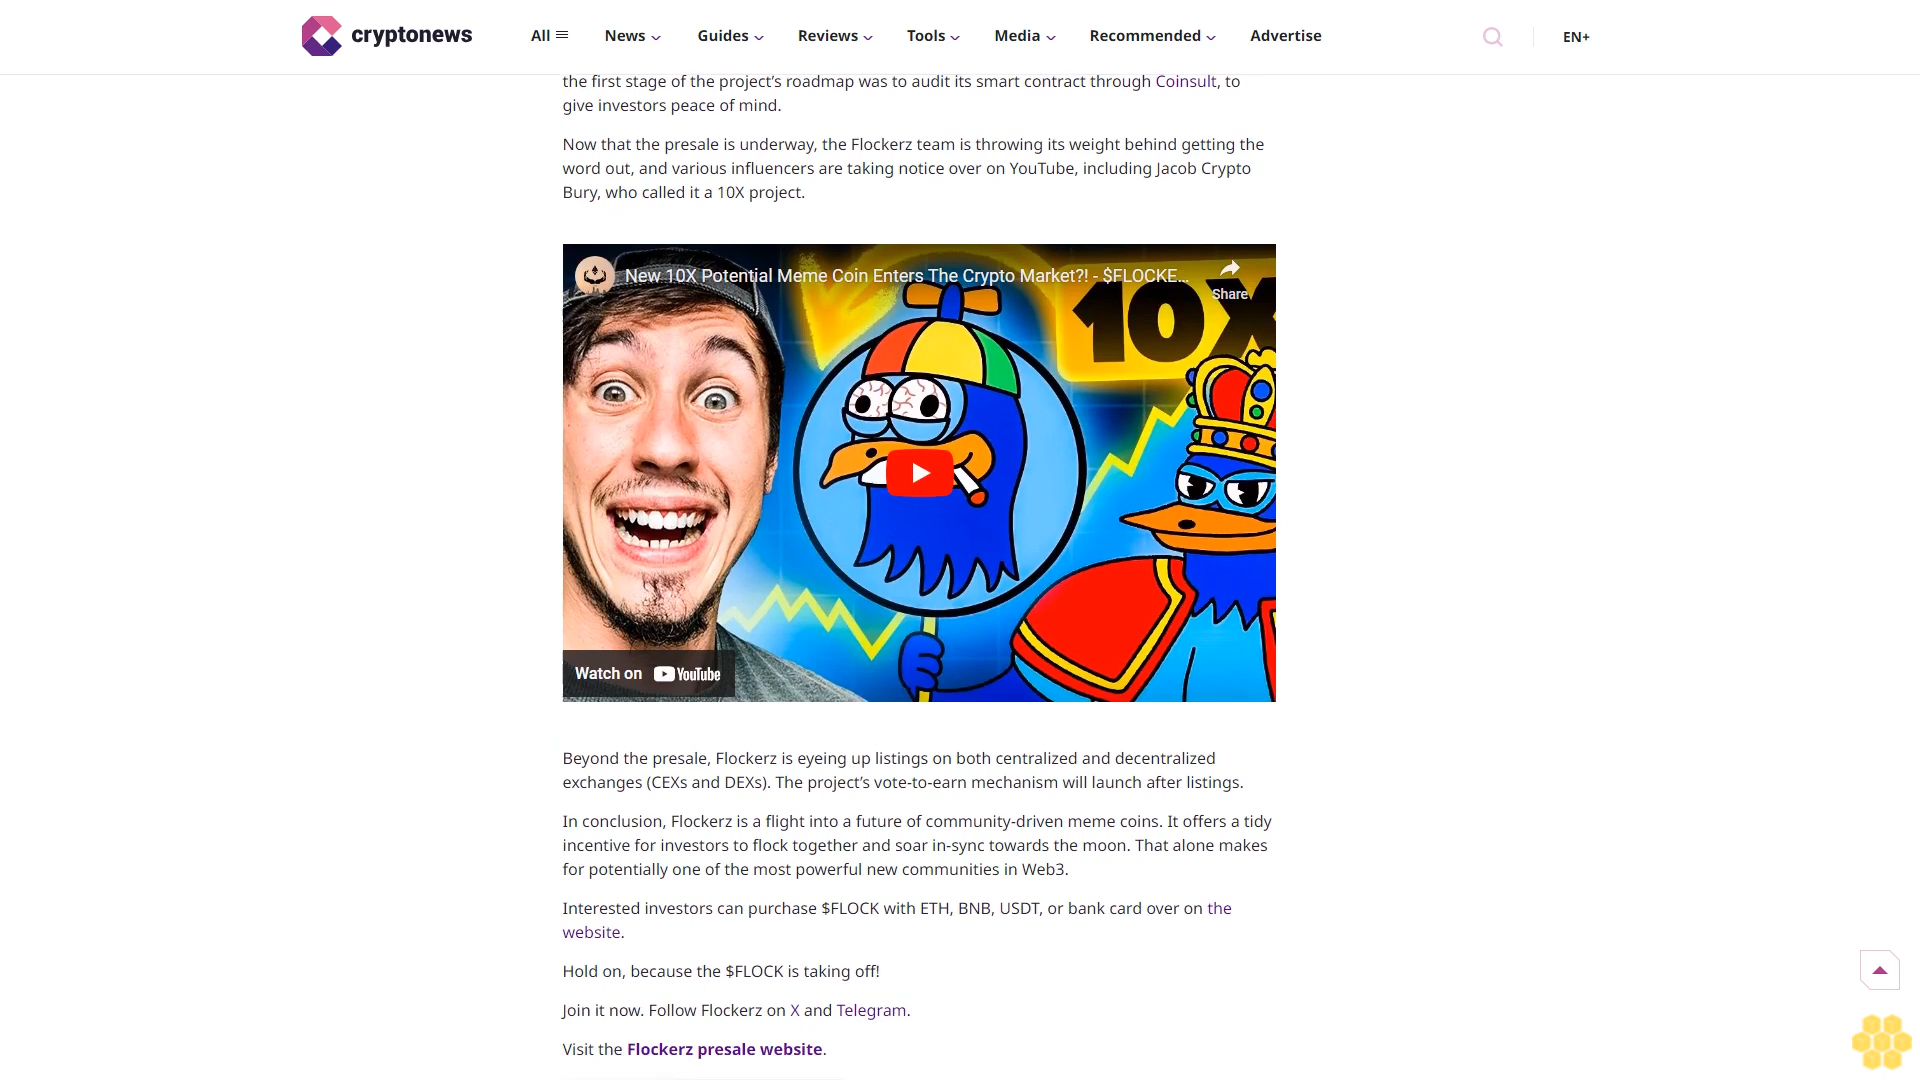 cryptonews
All
News
Guides
Reviews
Tools
Media
Recommended
Advertise
EN+
the first stage of the project’s roadmap was to audit its smart contract through Coinsult, to
give investors peace of mind.
Now that the presale is underway, the Flockerz team is throwing its weight behind getting the
word out, and various influencers are taking notice over on YouTube, including Jacob Crypto
Bury, who called it a 10X project.
New 10X Potential Meme Coin Enters The Crypto Market?! - $FLOCKE...
Share
10X
Watch on YouTube
Beyond the presale, Flockerz is eyeing up listings on both centralized and decentralized
exchanges (CEXs and DEXs). The project’s vote-to-earn mechanism will launch after listings.
In conclusion, Flockerz is a flight into a future of community-driven meme coins. It offers a tidy
incentive for investors to flock together and soar in-sync towards the moon. That alone makes
for potentially one of the most powerful new communities in Web3.
Interested investors can purchase $FLOCK with ETH, BNB, USDT, or bank card over on the
website.
Hold on, because the $FLOCK is taking off!
Join it now. Follow Flockerz on X and Telegram.
Visit the Flockerz presale website.